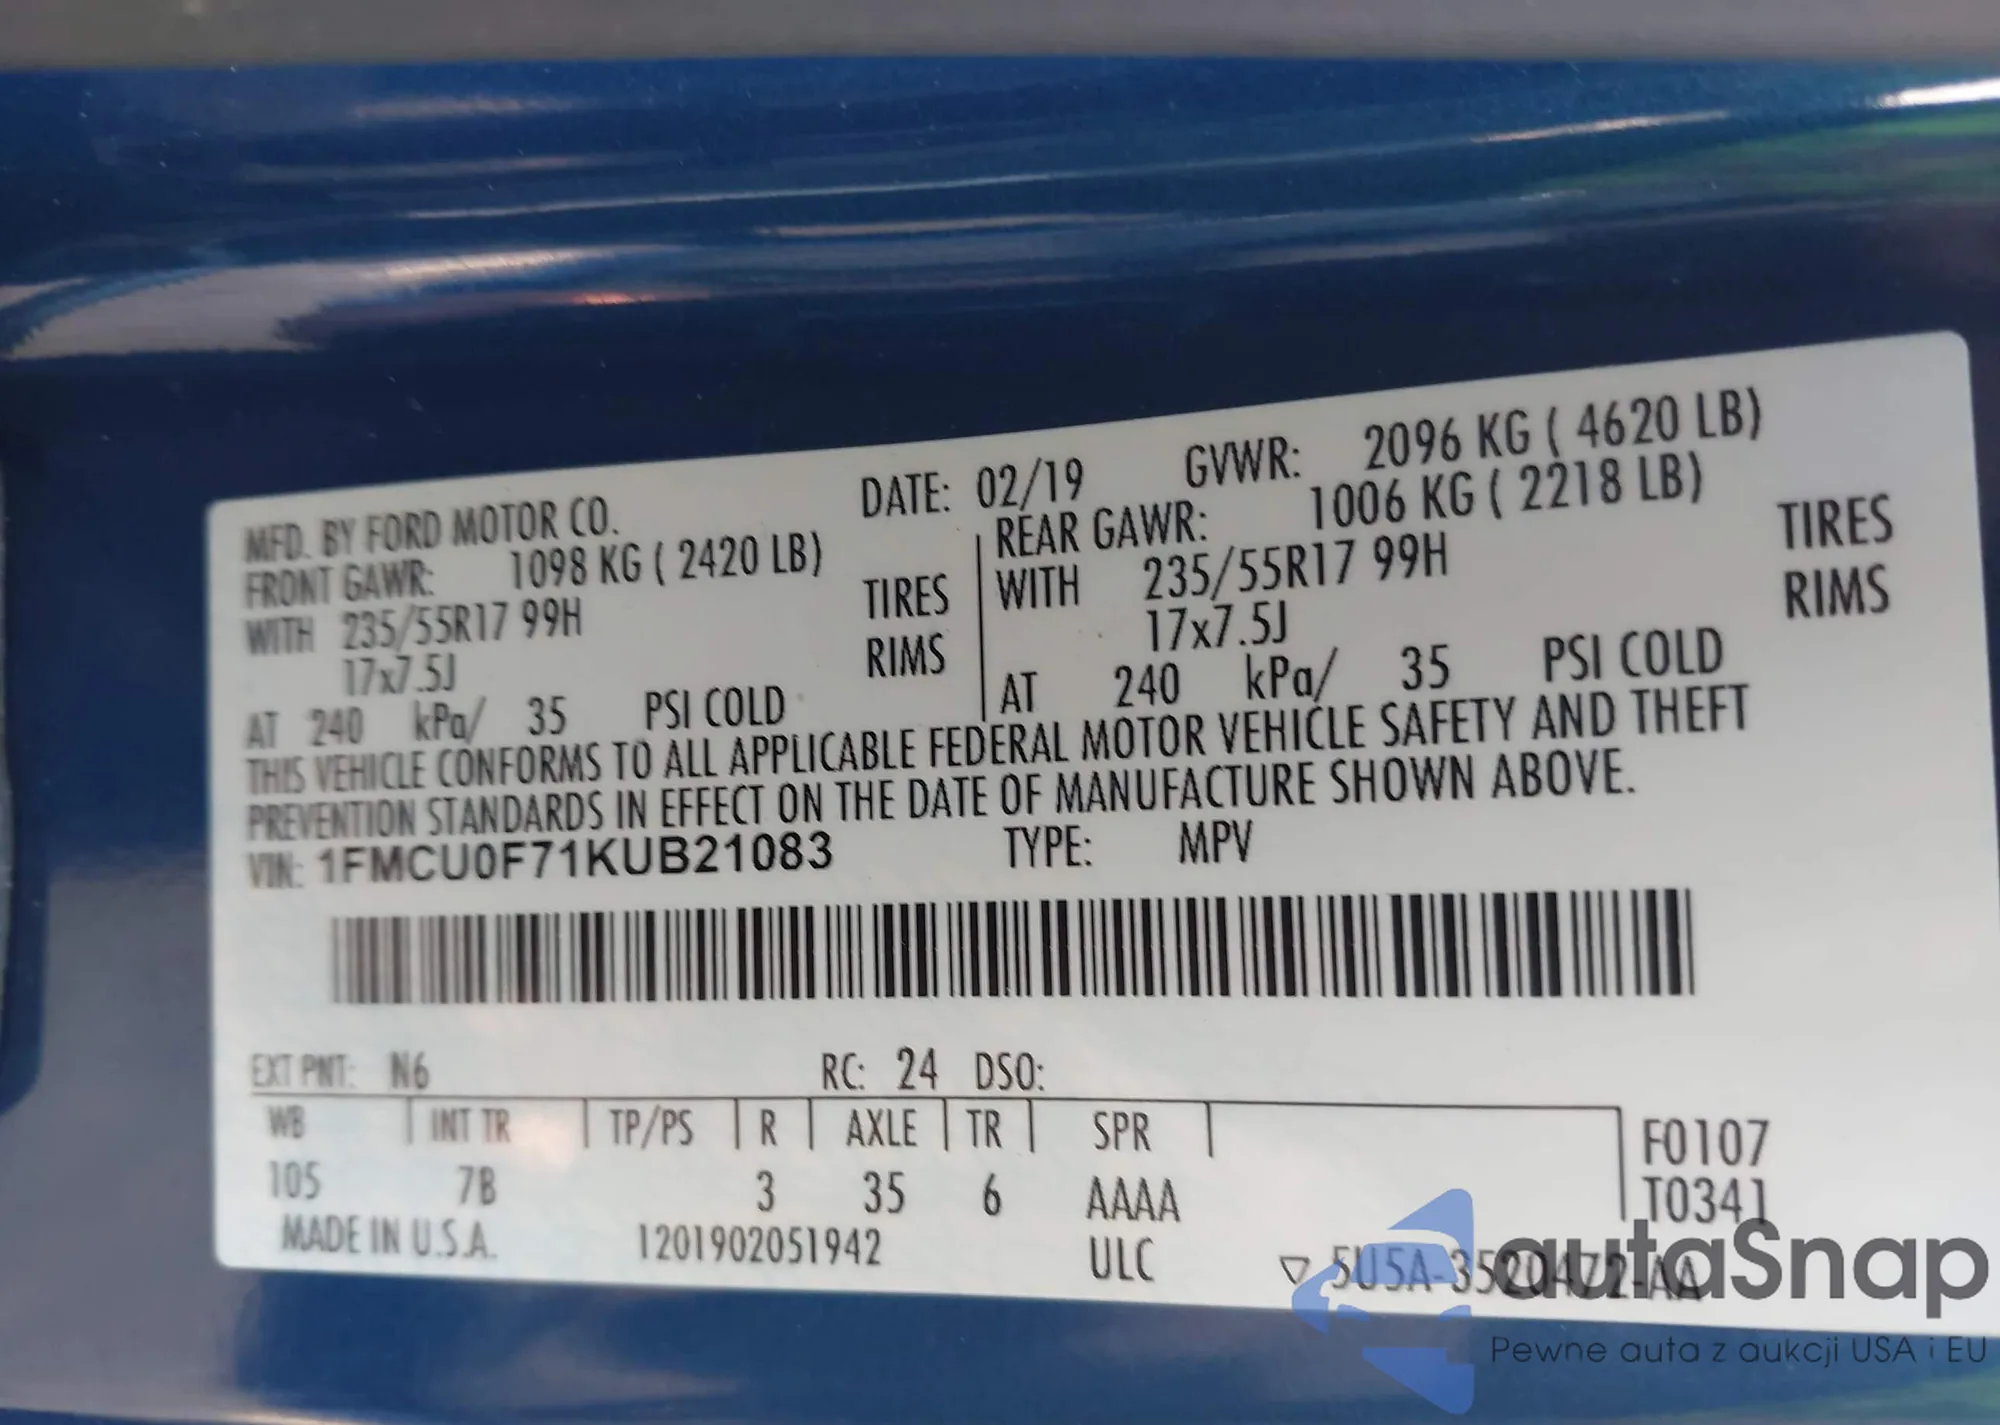 MFD. BY FORD MOTOR CO. DATE: 02/19 GVWR: 2096 KG ( 4620 LB)
FRONT GAWR: 1098 KG ( 2420 LB) REAR GAWR: 1006 KG ( 2218 LB)
WITH 235/55R17 99H TIRES WITH 235/55R17 99H TIRES
17x7.5J RIMS 17x7.5J RIMS
AT 240 kPa/ 35 PSI COLD AT 240 kPa/ 35 PSI COLD
THIS VEHICLE CONFORMS TO ALL APPLICABLE FEDERAL MOTOR VEHICLE SAFETY AND THEFT
PREVENTION STANDARDS IN EFFECT ON THE DATE OF MANUFACTURE SHOWN ABOVE.
VIN: 1FMCU0F71KUB21083 TYPE: MPV
EXT PNT: N6 RC: 24 DSO:
WB INT TR TP/PS R AXLE TR SPR F0107
105 7B 3 35 6 AAAA T0341
MADE IN U.S.A. 1201902051942 ULC ▽ 5U5A-3520472-AA
autaSnap
Pewne auta z aukcji USA i EU